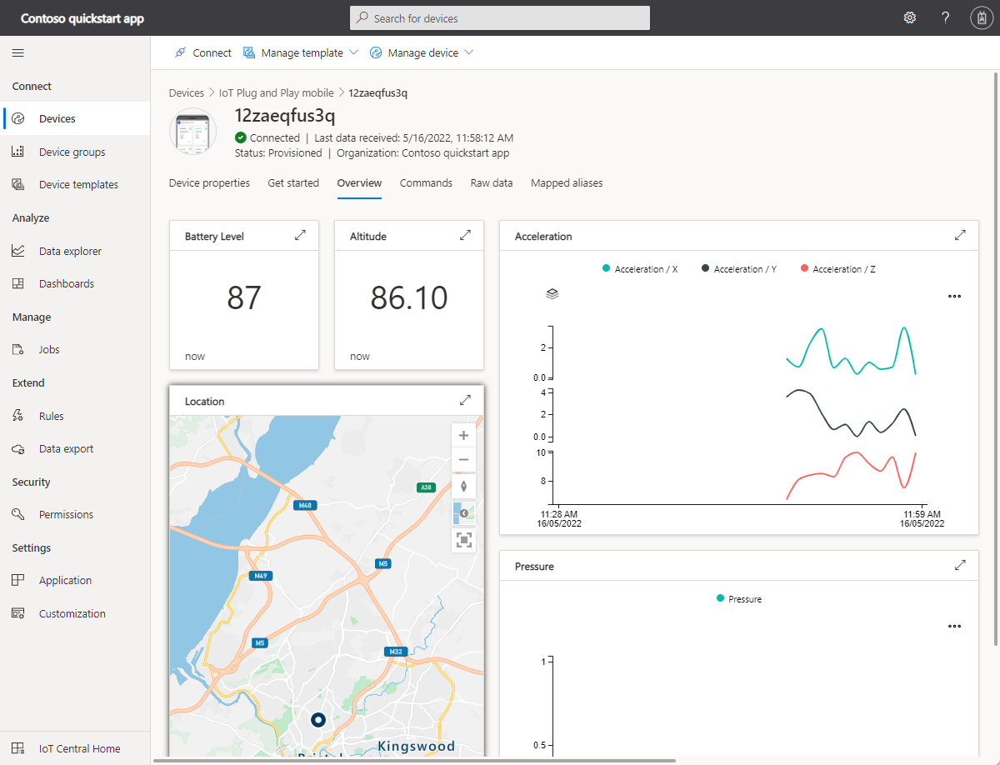 Contoso quickstart app
Search for devices
?
Connect
Devices
Device groups
Device templates
Analyze
Data explorer
Dashboards
Manage
Jobs
Extend
Rules
Data export
Security
Permissions
Settings
Application
Customization
IoT Central Home
Connect Manage template Manage device
Devices > IoT Plug and Play mobile > 12zaeqfus3q
12zaeqfus3q
Connected | Last data received: 5/16/2022, 11:58:12 AM
Status: Provisioned | Organization: Contoso quickstart app
Device properties Get started Overview Commands Raw data Mapped aliases
Battery Level
87
now
Altitude
86.10
now
Acceleration
Acceleration / X Acceleration / Y Acceleration / Z
2
0.0
4
2
0.0
10
8
11:28 AM
16/05/2022
11:59 AM
16/05/2022
Location
A38
M48
M5
M49
M5
M32
Kingswood
Pressure
Pressure
1
0.5